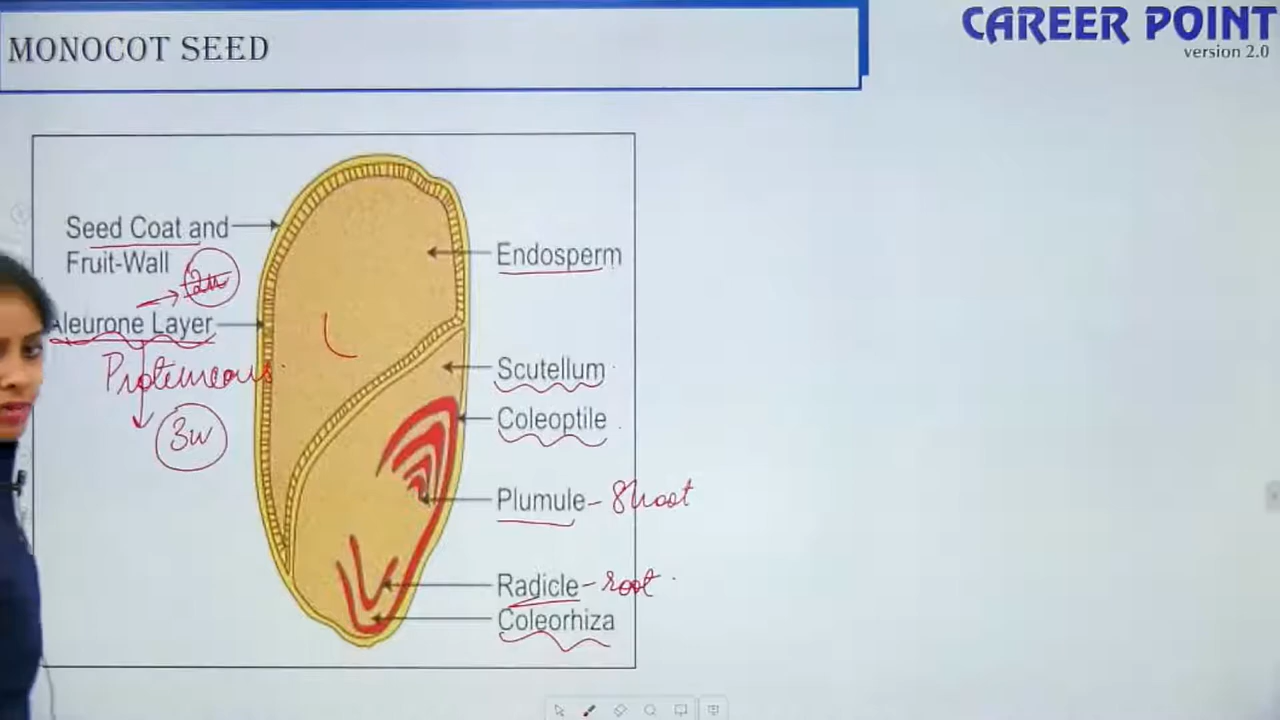 MONOCOT SEED
CAREER POINT
version 2.0
Seed Coat and
Fruit-Wall
Aleurone Layer
Proteineous
3n
Endosperm
Scutellum
Coleoptile
Plumule - Shoot
Radicle - root
Coleorhiza